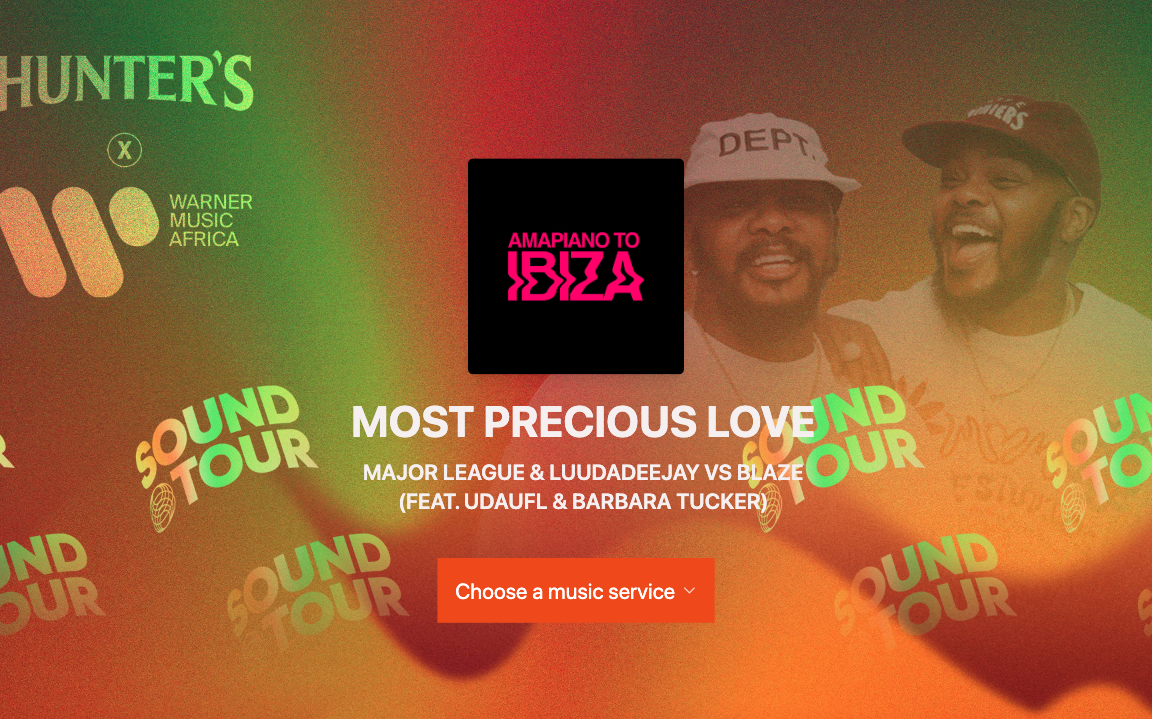 HUNTER'S
X
WARNER
MUSIC
AFRICA
DEPT.
HUNTER'S
AMAPIANO TO
IBIZA
MOST PRECIOUS LOVE
MAJOR LEAGUE & LUUDADEEJAY VS BLAZE
(FEAT. UDAUFL & BARBARA TUCKER)
SOUND
TOUR
SOUND
TOUR
SOUND
TOUR
SOUND
TOUR
SOUND
TOUR
Choose a music service